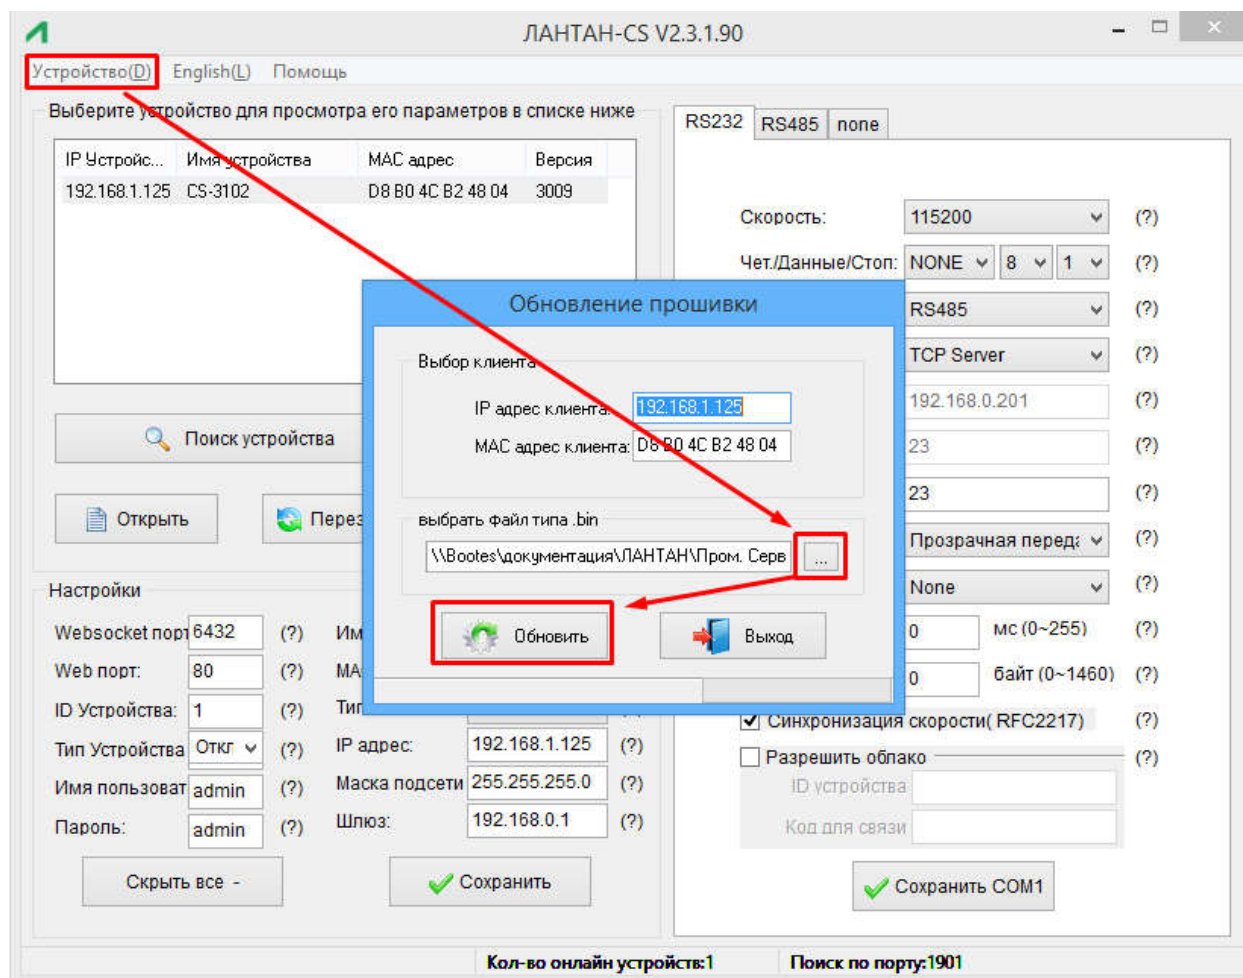 ЛАНТАН-CS V2.3.1.90
Устройство(D) English(L) Помощь
Выберите устройство для просмотра его параметров в списке ниже
IP Устройс... Имя устройства MAC адрес Версия
192.168.1.125 CS-3102 D8 B0 4C B2 48 04 3009
Поиск устройства
Открыть Перез
Настройки
Websocket порт 6432 (?) Им
Web порт: 80 (?) MA
ID Устройства: 1 (?) Тип
Тип Устройства Откл (?) IP адрес: 192.168.1.125 (?)
Имя пользоват admin (?) Маска подсети 255.255.255.0 (?)
Пароль: admin (?) Шлюз: 192.168.0.1 (?)
Скрыть все - Сохранить
Обновление прошивки
Выбор клиента
IP адрес клиента: 192.168.1.125
MAC адрес клиента: D8 B0 4C B2 48 04
выбрать файл типа .bin
\\Bootes\документация\ЛАНТАН\Пром. Серв ...
Обновить Выход
RS232 RS485 none
Скорость: 115200 (?)
Чет./Данные/Стоп: NONE 8 1 (?)
RS485 (?)
TCP Server (?)
192.168.0.201 (?)
23 (?)
23 (?)
Прозрачная переда (?)
None (?)
0 мс (0~255) (?)
0 байт (0~1460) (?)
Синхронизация скорости( RFC2217) (?)
Разрешить облако (?)
ID устройства
Код для связи
Сохранить COM1
Кол-во онлайн устройств:1 Поиск по порту:1901